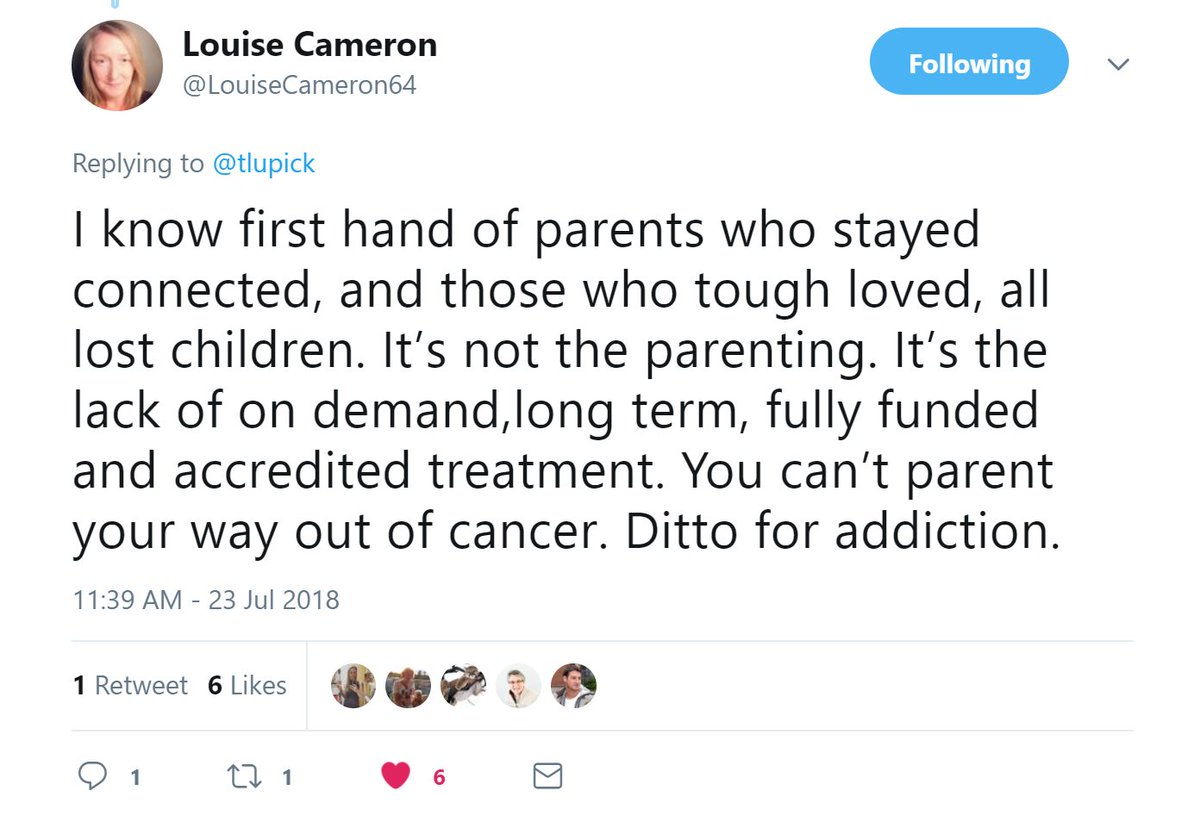 Louise Cameron
@LouiseCameron64
Following
Replying to @tlupick
I know first hand of parents who stayed
connected, and those who tough loved, all
lost children. It’s not the parenting. It’s the
lack of on demand,long term, fully funded
and accredited treatment. You can’t parent
your way out of cancer. Ditto for addiction.
11:39 AM - 23 Jul 2018
1 Retweet 6 Likes
1 1 6